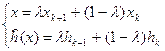 {x = λx_{k+1} + (1 − λ)x_k
h̄(x) = λh_{k+1} + (1 − λ)h_k